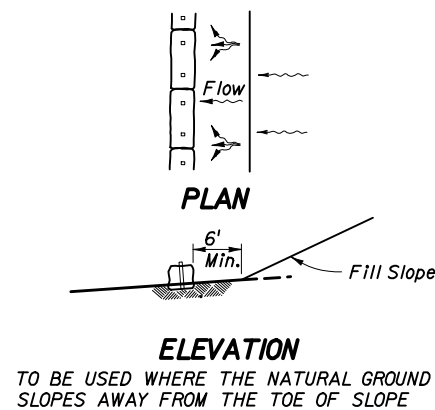 Flow
PLAN
6'
Min.
Fill Slope
ELEVATION
TO BE USED WHERE THE NATURAL GROUND
SLOPES AWAY FROM THE TOE OF SLOPE